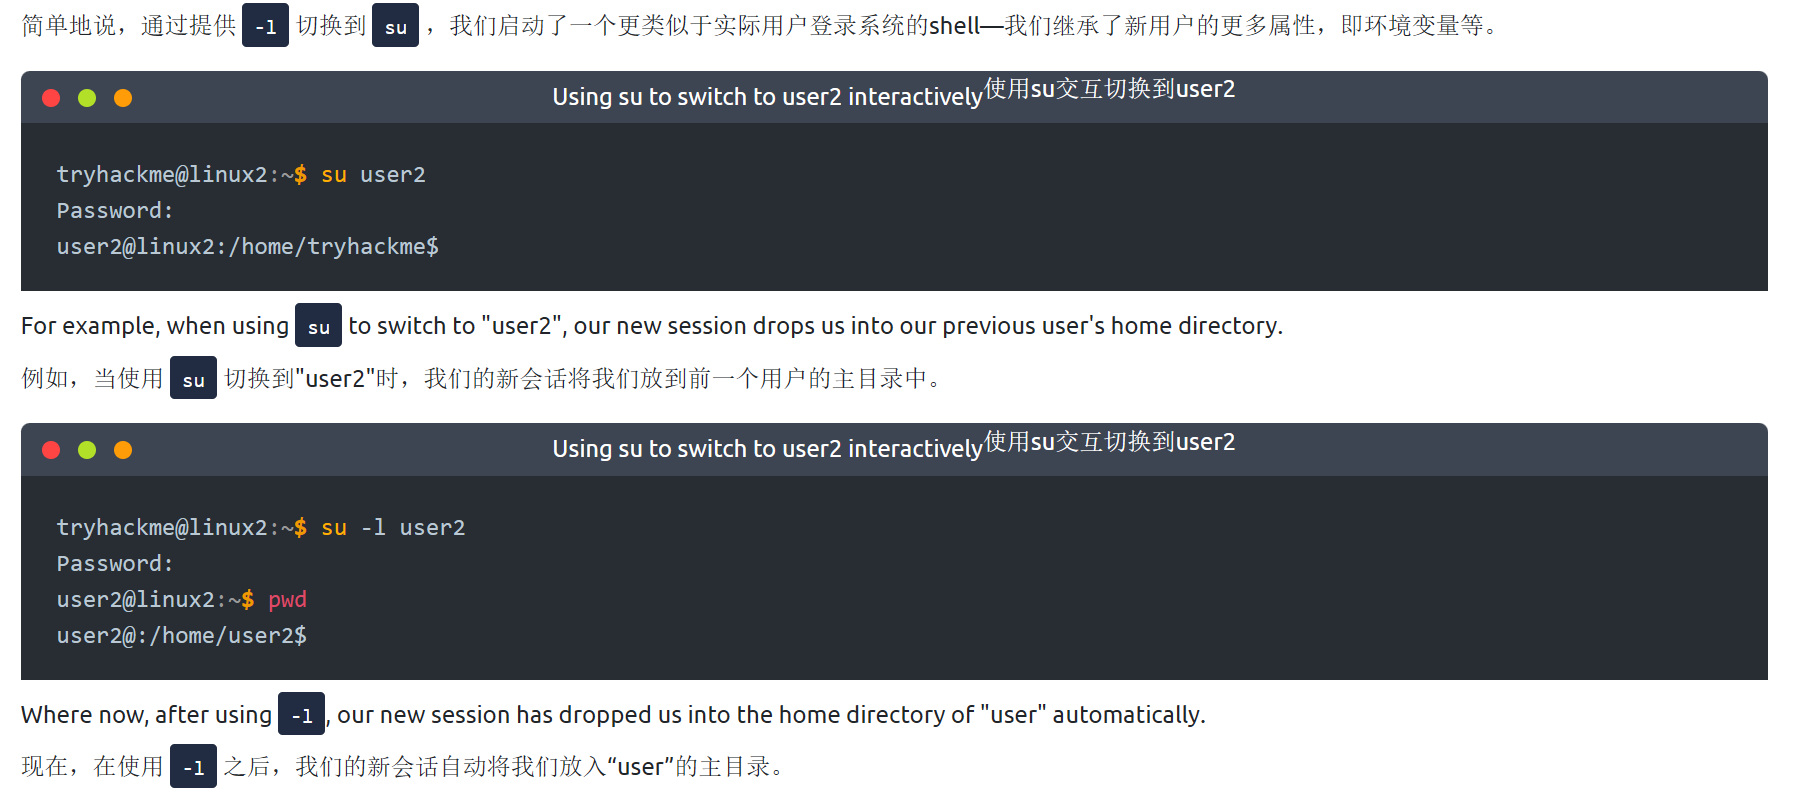 简单地说，通过提供 -l 切换到 su ，我们启动了一个更类似于实际用户登录系统的shell—我们继承了新用户的更多属性，即环境变量等。
Using su to switch to user2 interactively使用su交互切换到user2
tryhackme@linux2:~$ su user2
Password:
user2@linux2:/home/tryhackme$
For example, when using su to switch to "user2", our new session drops us into our previous user's home directory.
例如，当使用 su 切换到"user2"时，我们的新会话将我们放到前一个用户的主目录中。
Using su to switch to user2 interactively使用su交互切换到user2
tryhackme@linux2:~$ su -l user2
Password:
user2@linux2:~$ pwd
user2@:/home/user2$
Where now, after using -l, our new session has dropped us into the home directory of "user" automatically.
现在，在使用 -l 之后，我们的新会话自动将我们放入“user”的主目录。